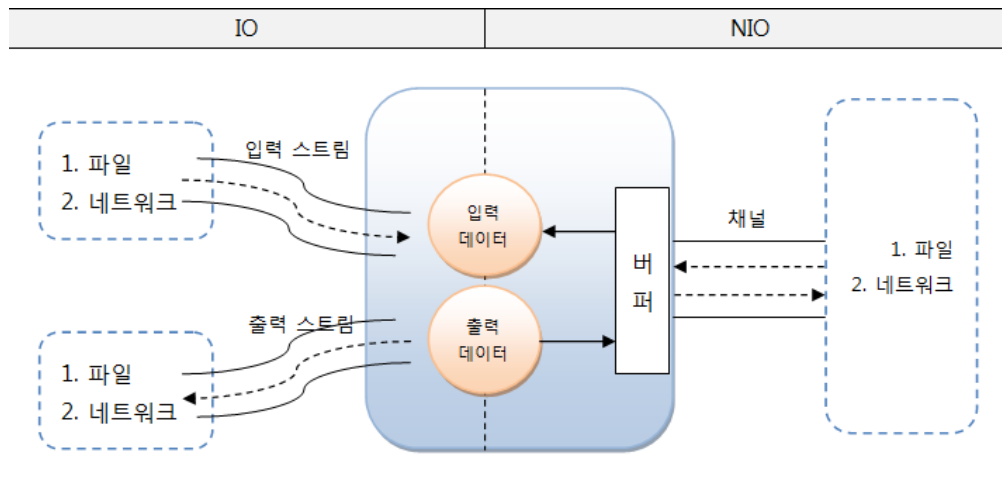 IO
NIO
1. 파일
2. 네트워크
입력 스트림
입력
데이터
버
퍼
채널
1. 파일
2. 네트워크
출력 스트림
출력
데이터
1. 파일
2. 네트워크